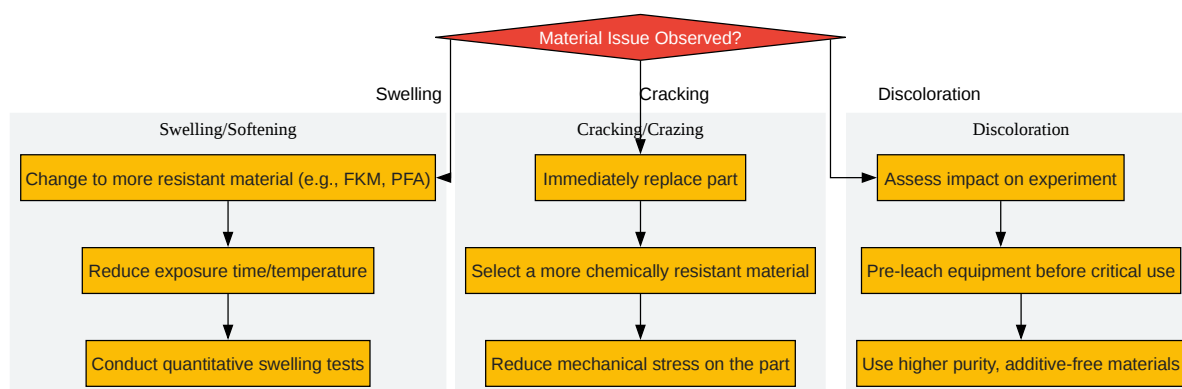 Material Issue Observed?
Swelling
Cracking
Discoloration
Swelling/Softening
Cracking/Crazing
Discoloration
Change to more resistant material (e.g., FKM, PFA)
Immediately replace part
Assess impact on experiment
Reduce exposure time/temperature
Select a more chemically resistant material
Pre-leach equipment before critical use
Conduct quantitative swelling tests
Reduce mechanical stress on the part
Use higher purity, additive-free materials